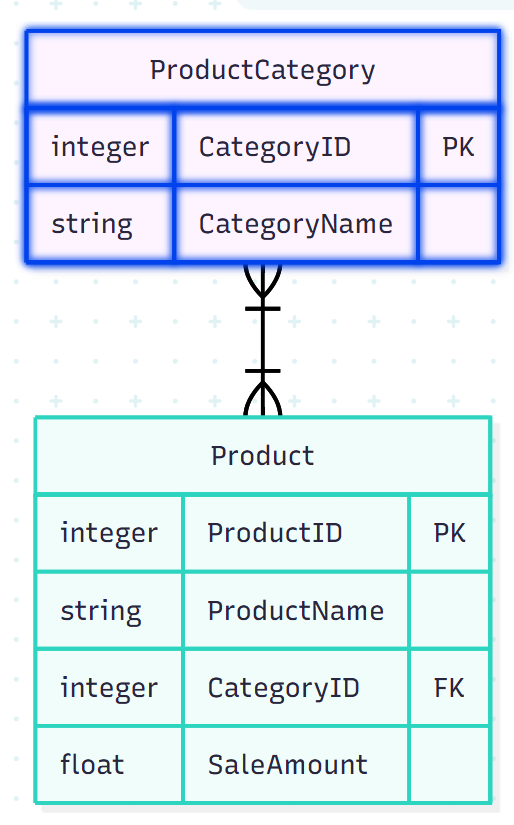 ProductCategory
integer CategoryID PK
string CategoryName
Product
integer ProductID PK
string ProductName
integer CategoryID FK
float SaleAmount